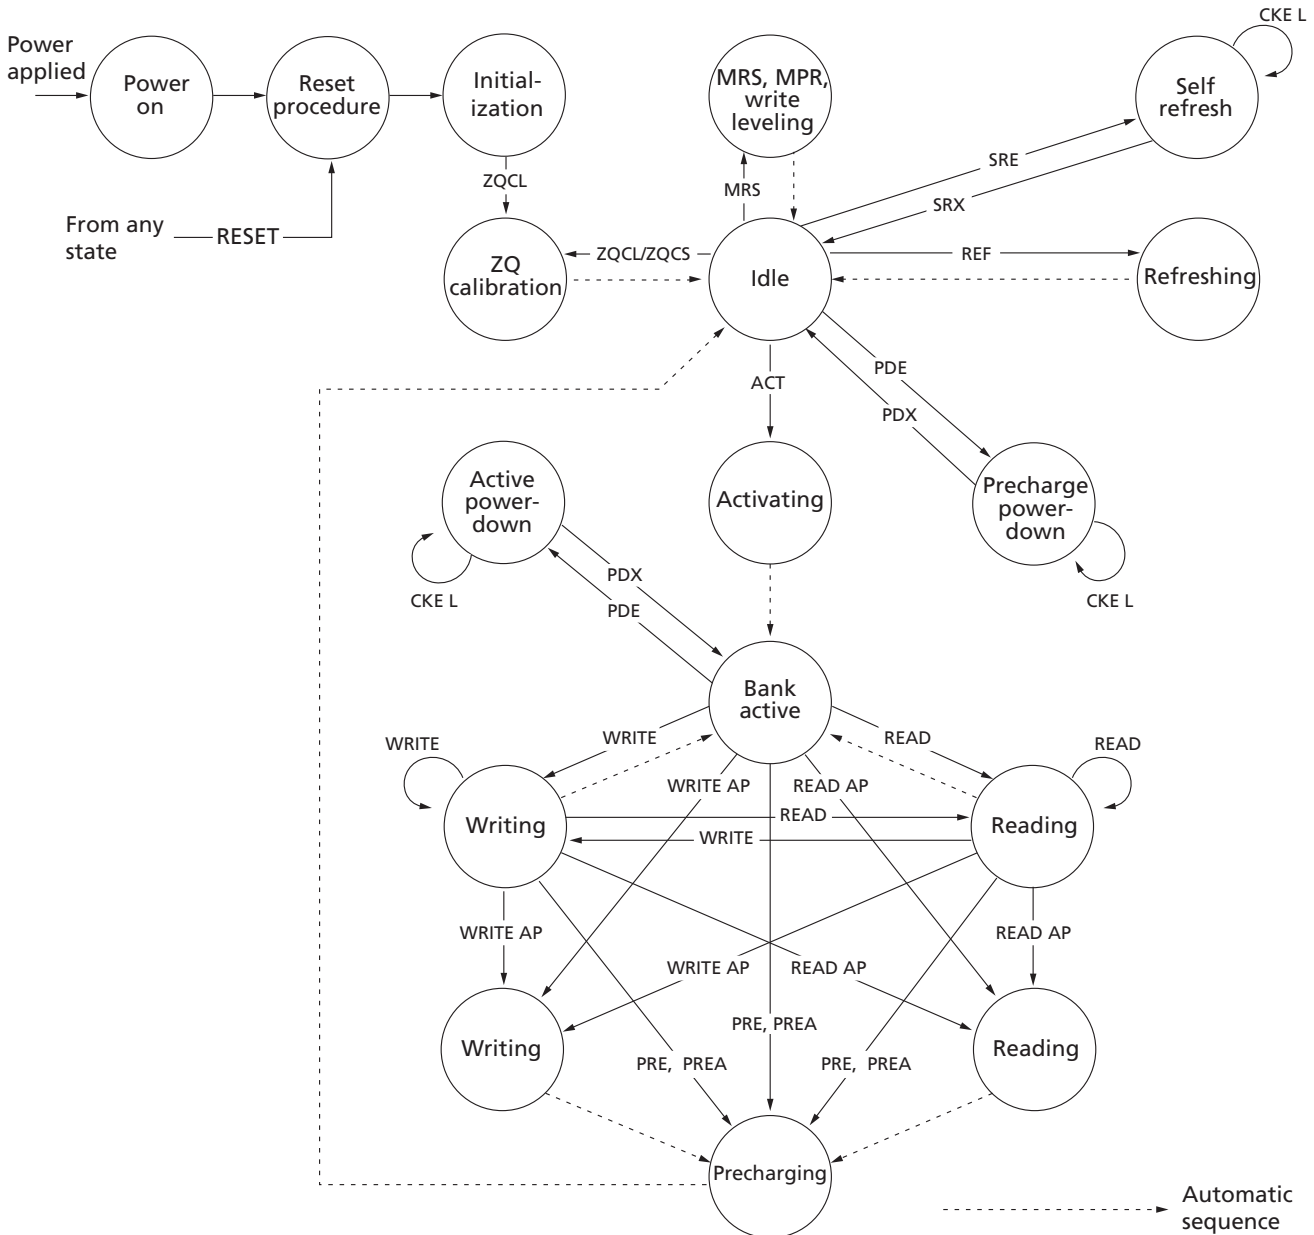 CKE L
Power
applied
Power
on
Reset
procedure
Initial-
ization
MRS, MPR,
write
leveling
Self
refresh
SRE
ZQCL
MRS
SRX
From any
state
RESET
ZQ
calibration
ZQCL/ZQCS
Idle
REF
Refreshing
PDE
ACT
PDX
Active
power-
down
Activating
Precharge
power-
down
PDX
CKE L
PDE
CKE L
Bank
active
WRITE
WRITE
READ
READ
WRITE AP
READ AP
Writing
READ
Reading
WRITE
WRITE AP
READ AP
WRITE AP
READ AP
PRE, PREA
Writing
Reading
PRE, PREA
PRE, PREA
Precharging
Automatic
sequence